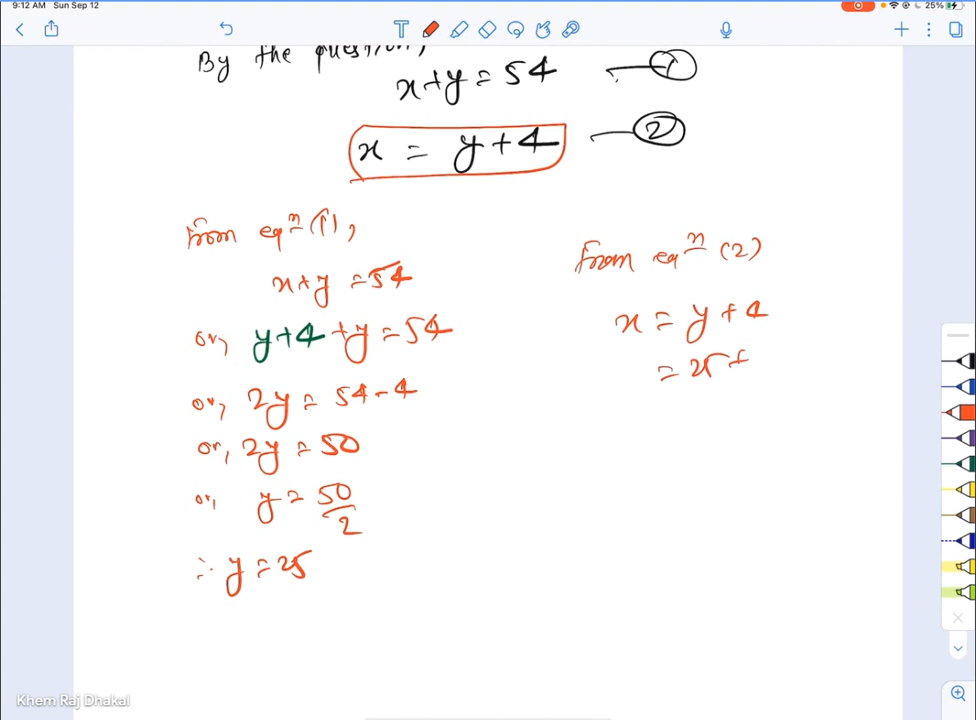 9:12 AM Sun Sep 12
25%
By the question,
x+y = 54 ①
x = y+4 ②
from eqⁿ (1),
x+y = 54
or, y+4 +y = 54
or, 2y = 54-4
or, 2y = 50
or, y = 50/2
∴ y = 25
from eqⁿ (2)
x = y+4
= 25 +
Khem Raj Dhakal